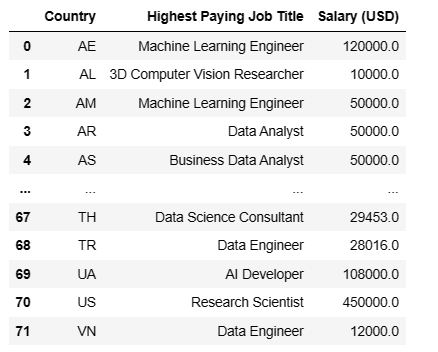 Country Highest Paying Job Title Salary (USD)
0 AE Machine Learning Engineer 120000.0
1 AL 3D Computer Vision Researcher 10000.0
2 AM Machine Learning Engineer 50000.0
3 AR Data Analyst 50000.0
4 AS Business Data Analyst 50000.0
... ... ... ...
67 TH Data Science Consultant 29453.0
68 TR Data Engineer 28016.0
69 UA AI Developer 108000.0
70 US Research Scientist 450000.0
71 VN Data Engineer 12000.0